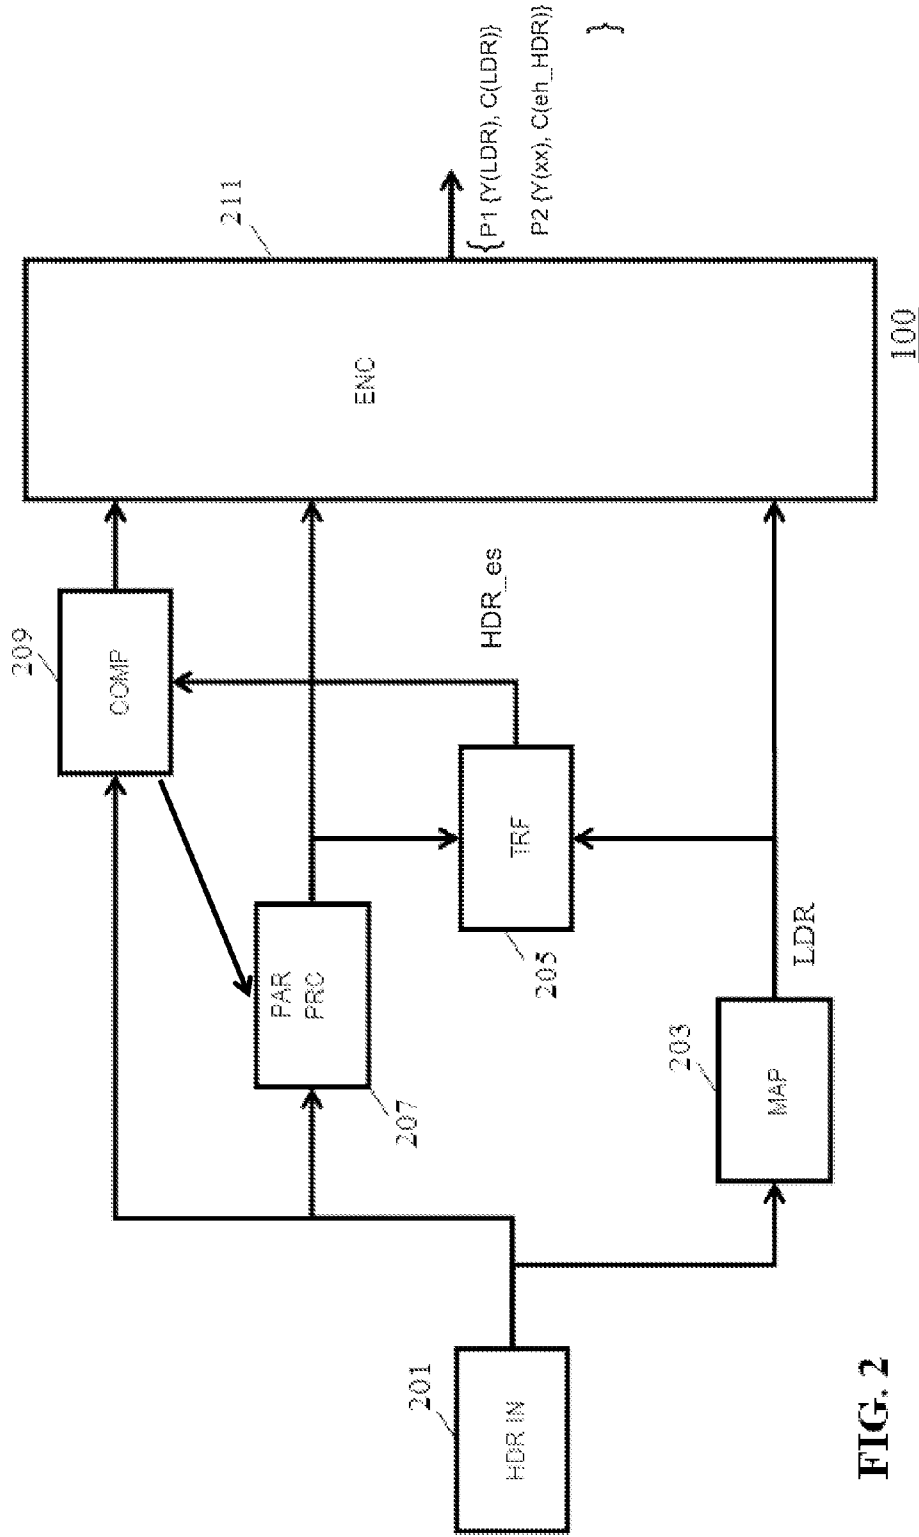 HDR IN
201
MAP
203
LDR
PAR
PRC
207
TRF
205
HDR_es
COMP
209
ENC
211
{ P1 {Y(LDR), C(LDR)}
P2 {Y(xx), C(eh_HDR)}
}
100
FIG. 2